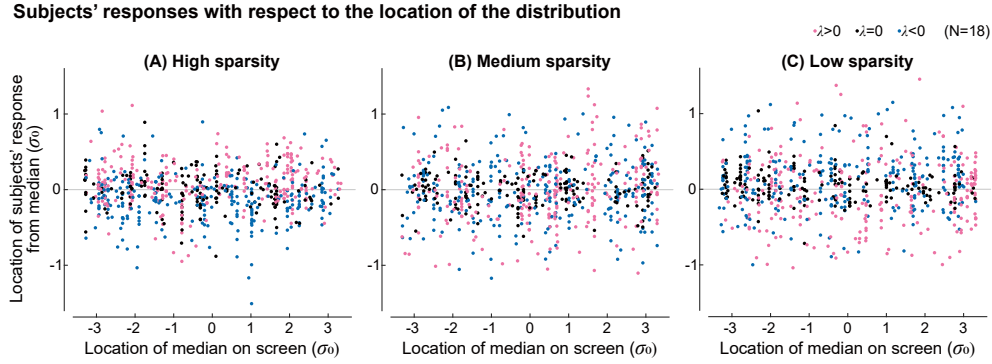 Subjects’ responses with respect to the location of the distribution
λ>0 λ=0 λ<0 (N=18)
(A) High sparsity
(B) Medium sparsity
(C) Low sparsity
Location of subjects’ response
from median (σ₀)
1
0
-1
1
0
-1
1
0
-1
-3 -2 -1 0 1 2 3
-3 -2 -1 0 1 2 3
-3 -2 -1 0 1 2 3
Location of median on screen (σ₀)
Location of median on screen (σ₀)
Location of median on screen (σ₀)